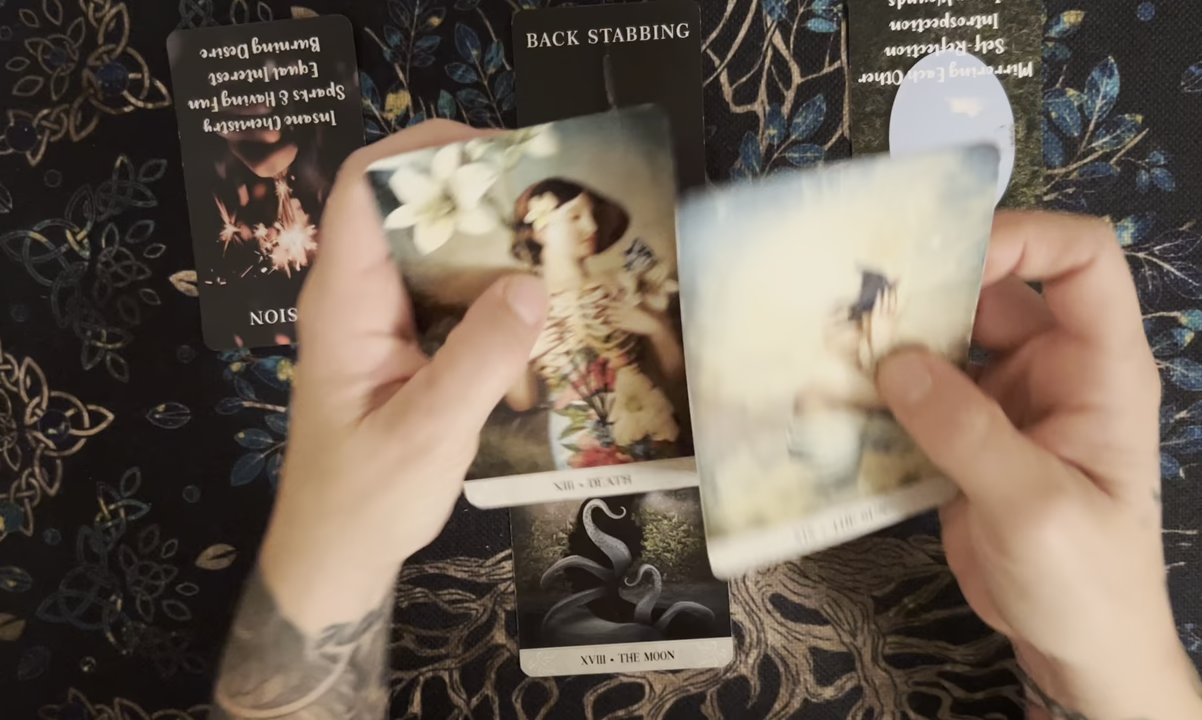 Insane Chemistry
Sparks & Having Fun
Equal Interest
Burning Desire
BACK STABBING
Mirroring Each Other
Self-Reflection
Introspection
XIII • DEATH
XVIII • THE MOON